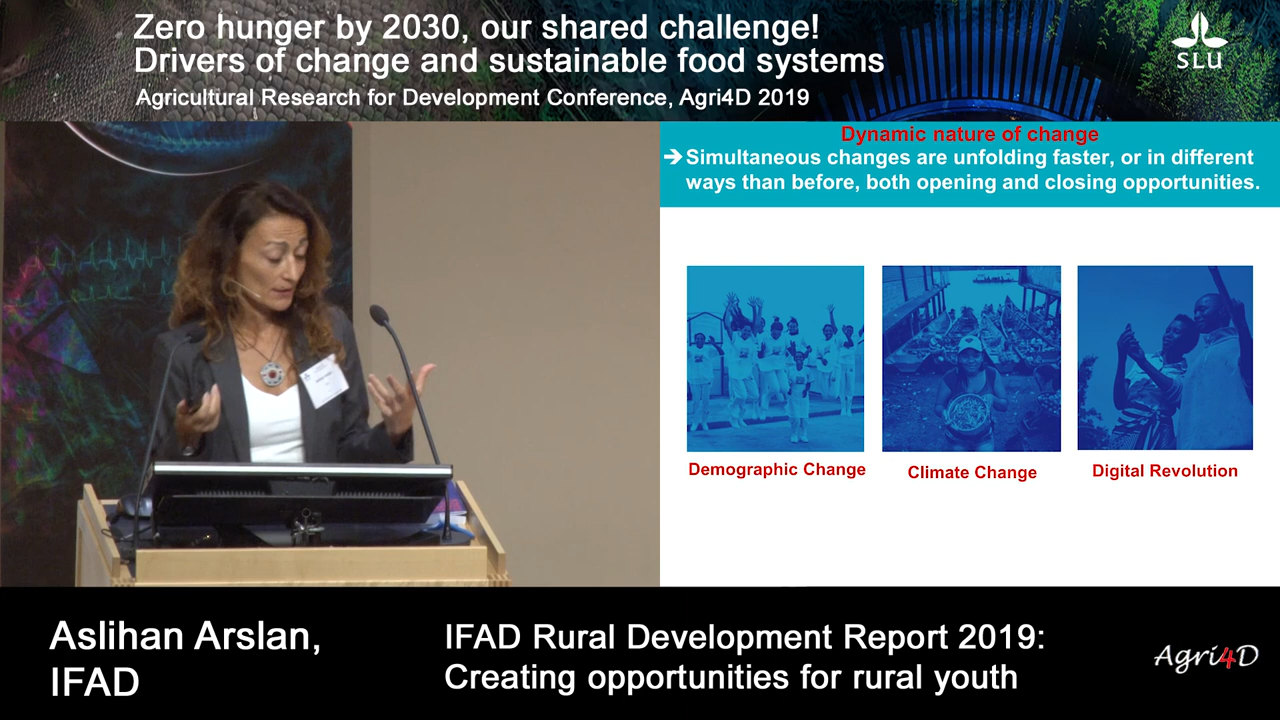 Zero hunger by 2030, our shared challenge!
Drivers of change and sustainable food systems
Agricultural Research for Development Conference, Agri4D 2019
SLU
Dynamic nature of change
➔ Simultaneous changes are unfolding faster, or in different
ways than before, both opening and closing opportunities.
Demographic Change
Climate Change
Digital Revolution
Aslihan Arslan,
IFAD
IFAD Rural Development Report 2019:
Creating opportunities for rural youth
Agri4D